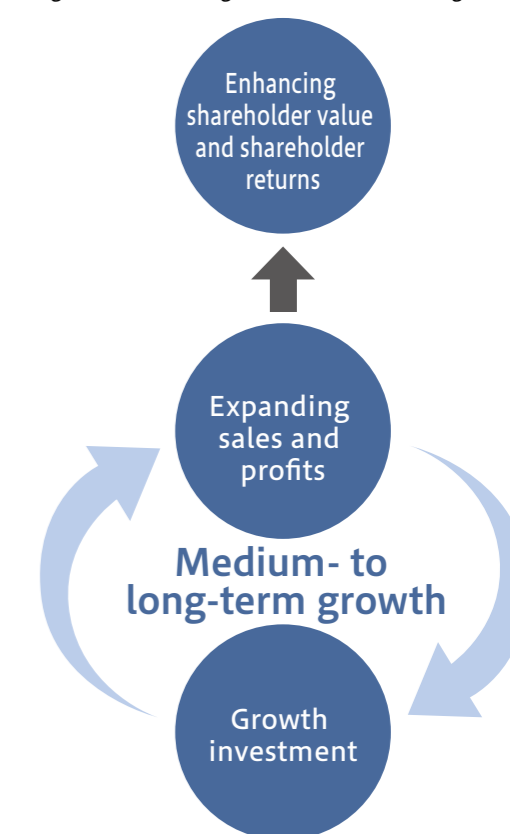 Enhancing
shareholder value
and shareholder
returns
Expanding
sales and
profits
Medium- to
long-term growth
Growth
investment